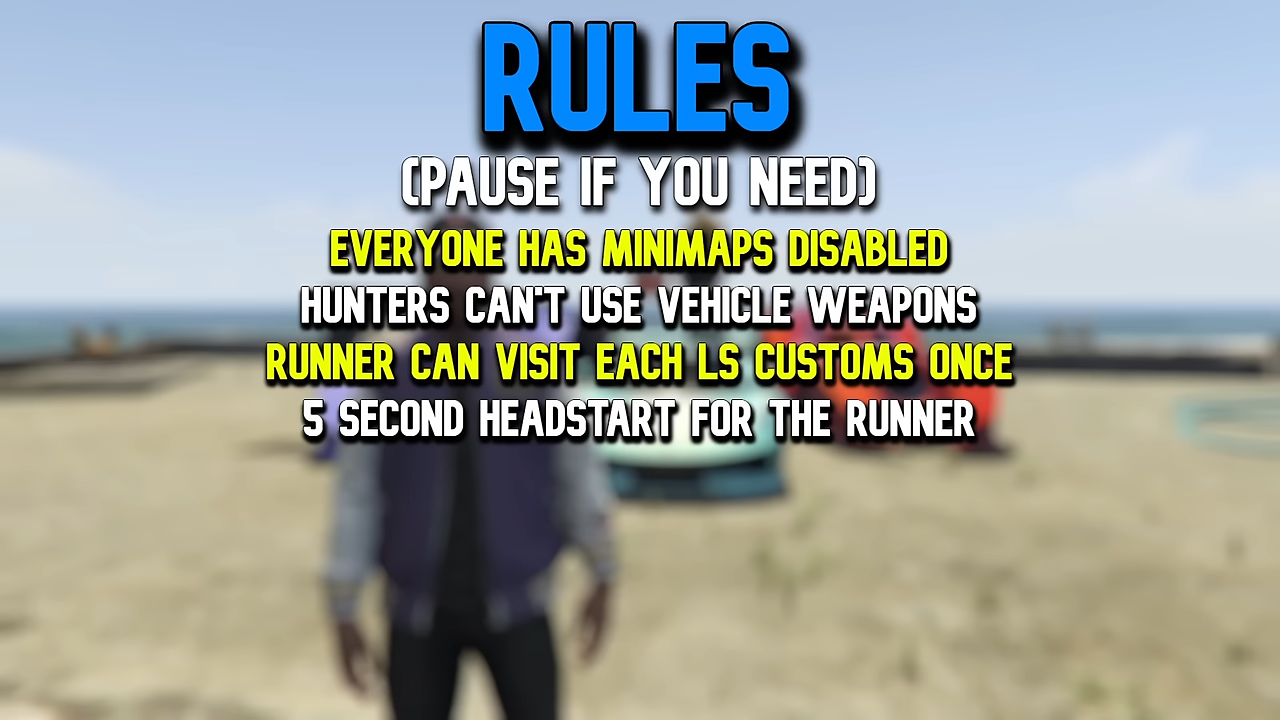 RULES
(PAUSE IF YOU NEED)
EVERYONE HAS MINIMAPS DISABLED
HUNTERS CAN'T USE VEHICLE WEAPONS
RUNNER CAN VISIT EACH LS CUSTOMS ONCE
5 SECOND HEADSTART FOR THE RUNNER